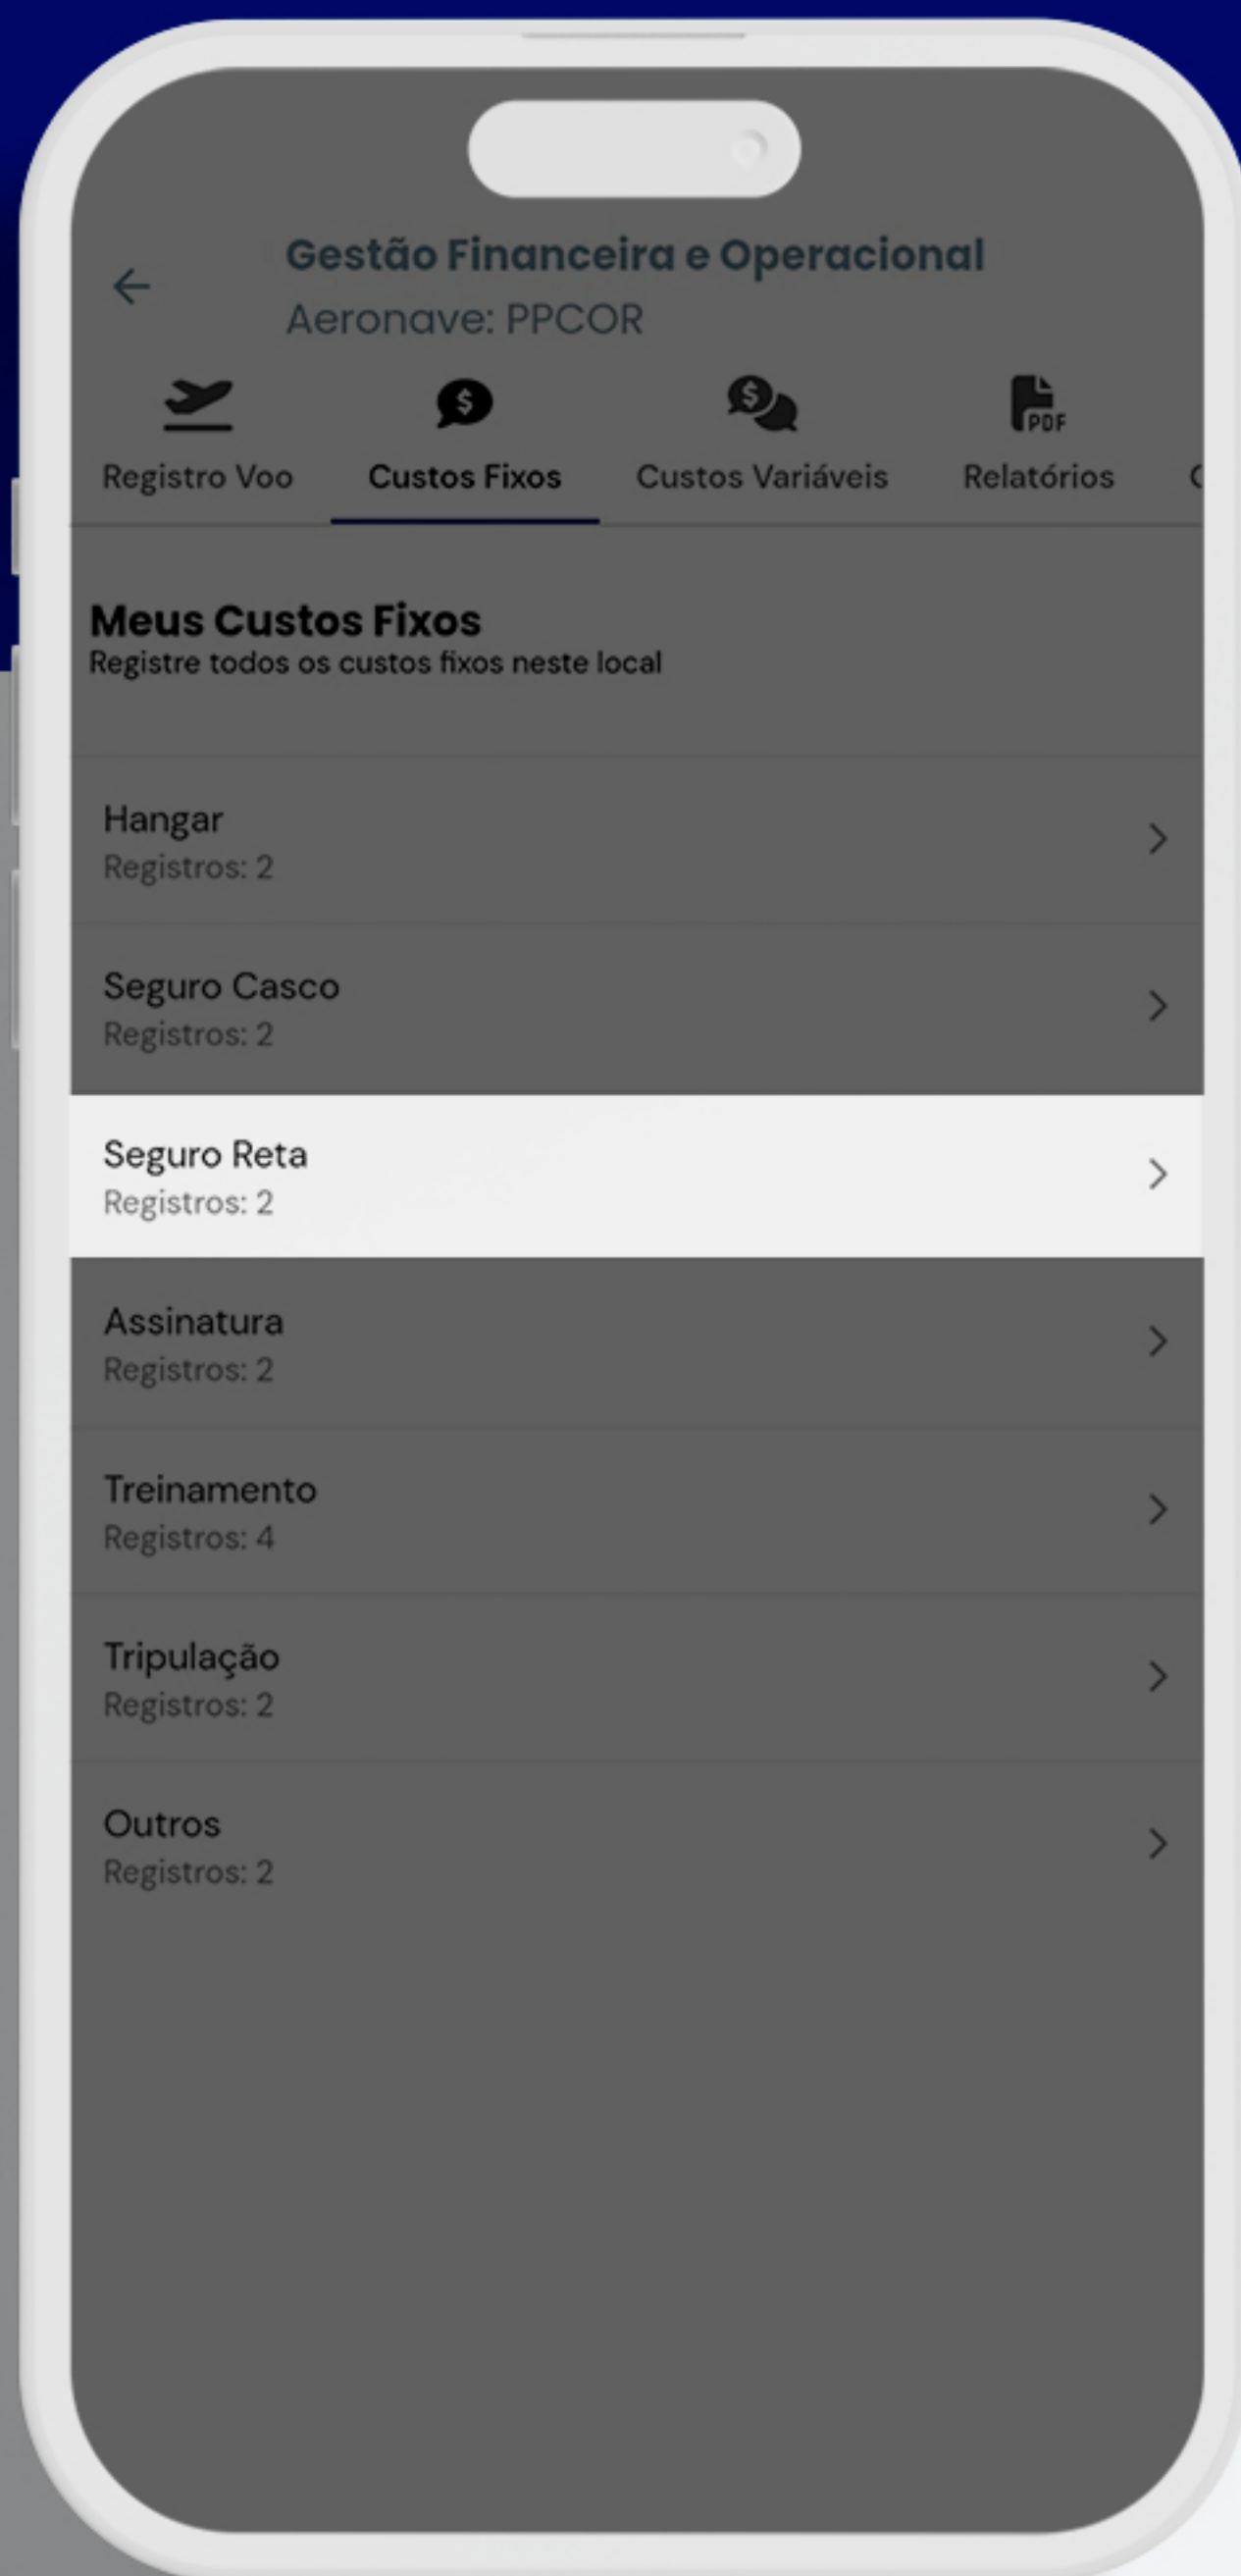 Gestão Financeira e Operacional
Aeronave: PPCOR
PDF
Registro Voo
Custos Fixos
Custos Variáveis
Relatórios
Meus Custos Fixos
Registre todos os custos fixos neste local
Hangar
Registros: 2
Seguro Casco
Registros: 2
Seguro Reta
Registros: 2
Assinatura
Registros: 2
Treinamento
Registros: 4
Tripulação
Registros: 2
Outros
Registros: 2